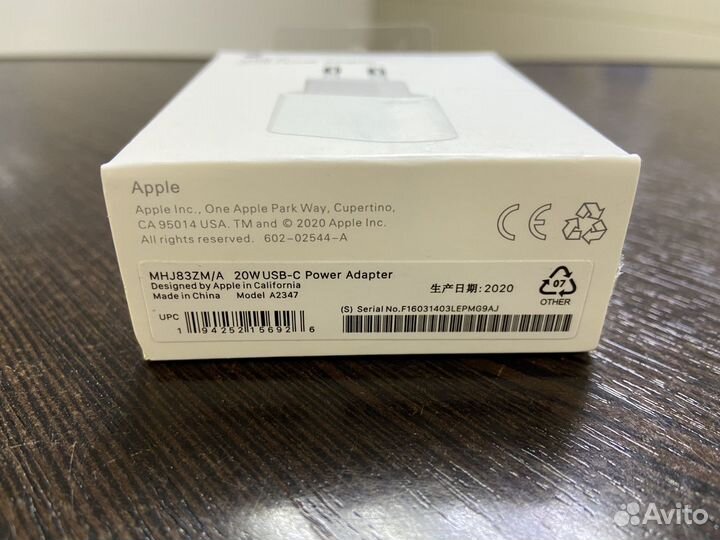 Apple
Apple Inc., One Apple Park Way, Cupertino,
CA 95014 USA. TM and © 2020 Apple Inc.
All rights reserved. 602-02544-A
CE
MHJ83ZM/A 20W USB-C Power Adapter
Designed by Apple in California
Made in China Model A2347
生产日期: 2020
07
OTHER
UPC
1 94252 15692 6
(S) Serial No.F16031403LEPMG9AJ
Avito